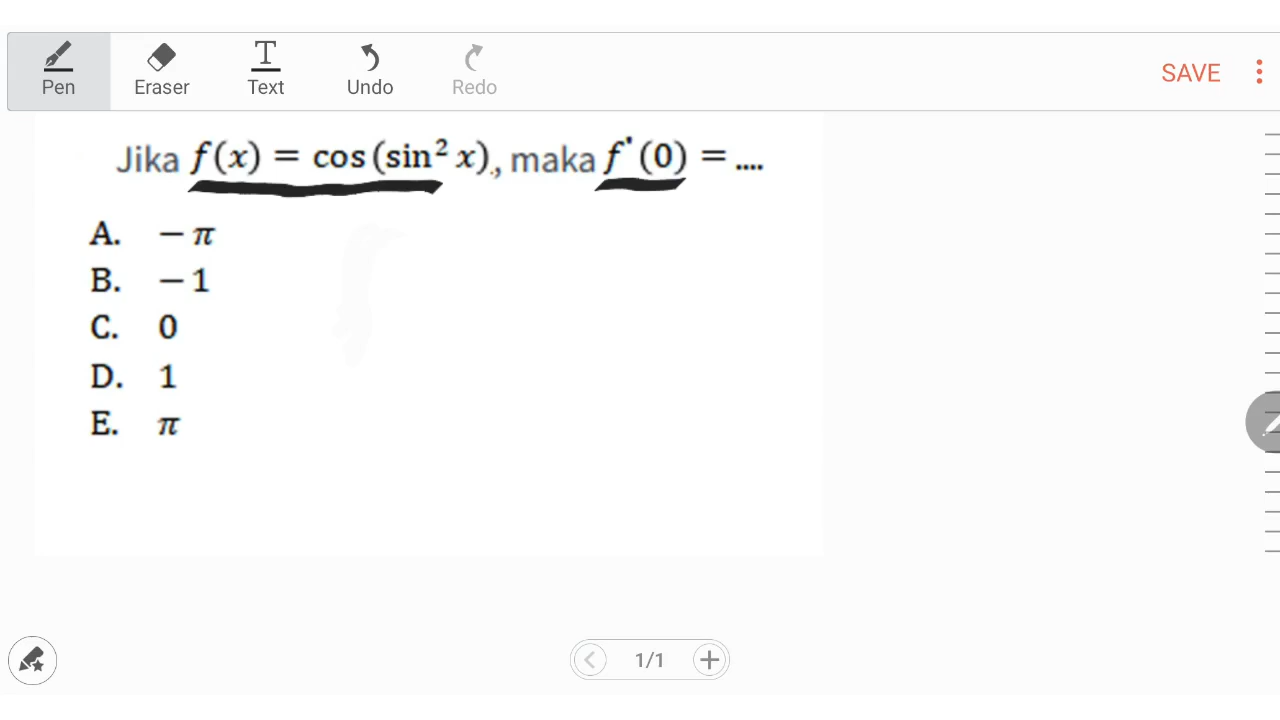 Pen Eraser Text Undo Redo SAVE
Jika f(x) = cos (sin² x)., maka f'(0) = ....
A. − π
B. − 1
C. 0
D. 1
E. π
1/1